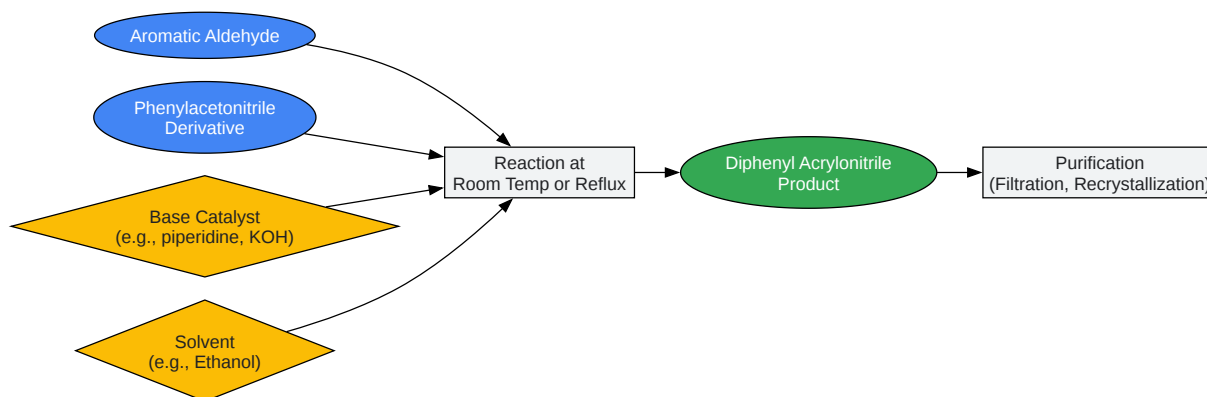 Aromatic Aldehyde
Phenylacetonitrile
Derivative
Base Catalyst
(e.g., piperidine, KOH)
Solvent
(e.g., Ethanol)
Reaction at
Room Temp or Reflux
Diphenyl Acrylonitrile
Product
Purification
(Filtration, Recrystallization)